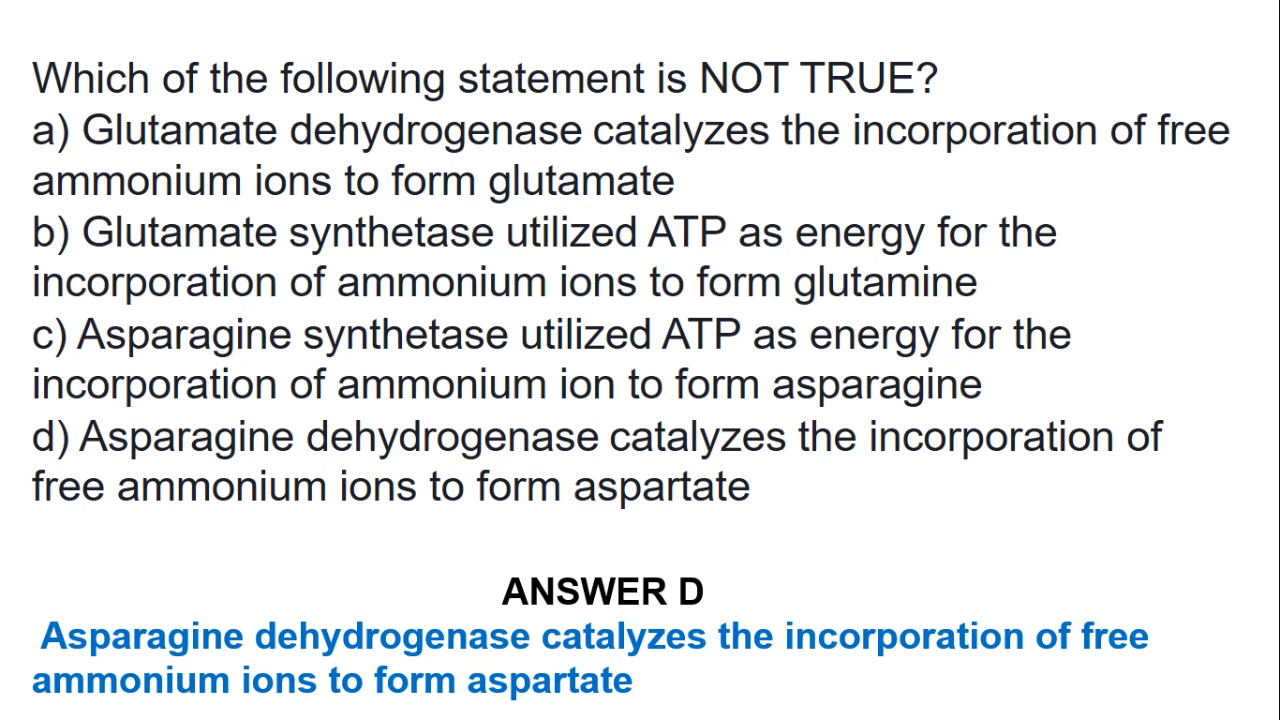 Which of the following statement is NOT TRUE?
a) Glutamate dehydrogenase catalyzes the incorporation of free
ammonium ions to form glutamate
b) Glutamate synthetase utilized ATP as energy for the
incorporation of ammonium ions to form glutamine
c) Asparagine synthetase utilized ATP as energy for the
incorporation of ammonium ion to form asparagine
d) Asparagine dehydrogenase catalyzes the incorporation of
free ammonium ions to form aspartate
ANSWER D
Asparagine dehydrogenase catalyzes the incorporation of free
ammonium ions to form aspartate